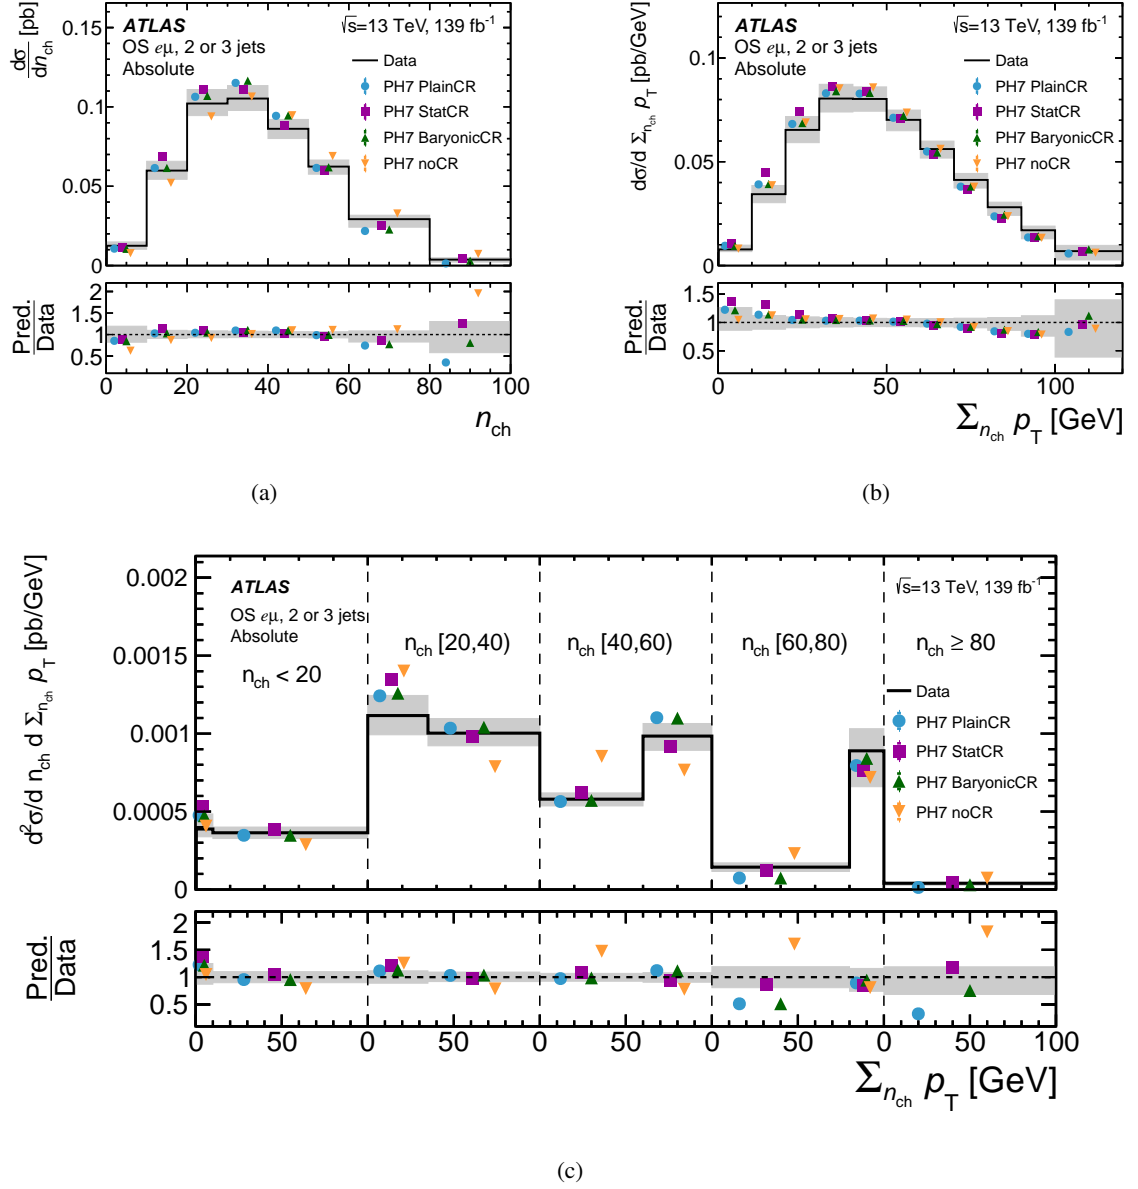 dσ/dn_ch [pb]
0.15
0.1
0.05
0
ATLAS
√s=13 TeV, 139 fb⁻¹
OS eμ, 2 or 3 jets
Absolute
Data
PH7 PlainCR
PH7 StatCR
PH7 BaryonicCR
PH7 noCR
Pred./Data
2
1.5
1
0.5
0 20 40 60 80 100
n_ch
(a)
dσ/d Σ_n_ch p_T [pb/GeV]
0.1
0.05
0
ATLAS
√s=13 TeV, 139 fb⁻¹
OS eμ, 2 or 3 jets
Absolute
Data
PH7 PlainCR
PH7 StatCR
PH7 BaryonicCR
PH7 noCR
Pred./Data
1.5
1
0.5
0 50 100
Σ_n_ch p_T [GeV]
(b)
d²σ/d n_ch d Σ_n_ch p_T [pb/GeV]
0.002
0.0015
0.001
0.0005
0
ATLAS
√s=13 TeV, 139 fb⁻¹
OS eμ, 2 or 3 jets
Absolute
n_ch < 20
n_ch [20,40)
n_ch [40,60)
n_ch [60,80)
n_ch ≥ 80
Data
PH7 PlainCR
PH7 StatCR
PH7 BaryonicCR
PH7 noCR
Pred./Data
2
1.5
1
0.5
0 50 0 50 0 50 0 50 0 50 100
Σ_n_ch p_T [GeV]
(c)